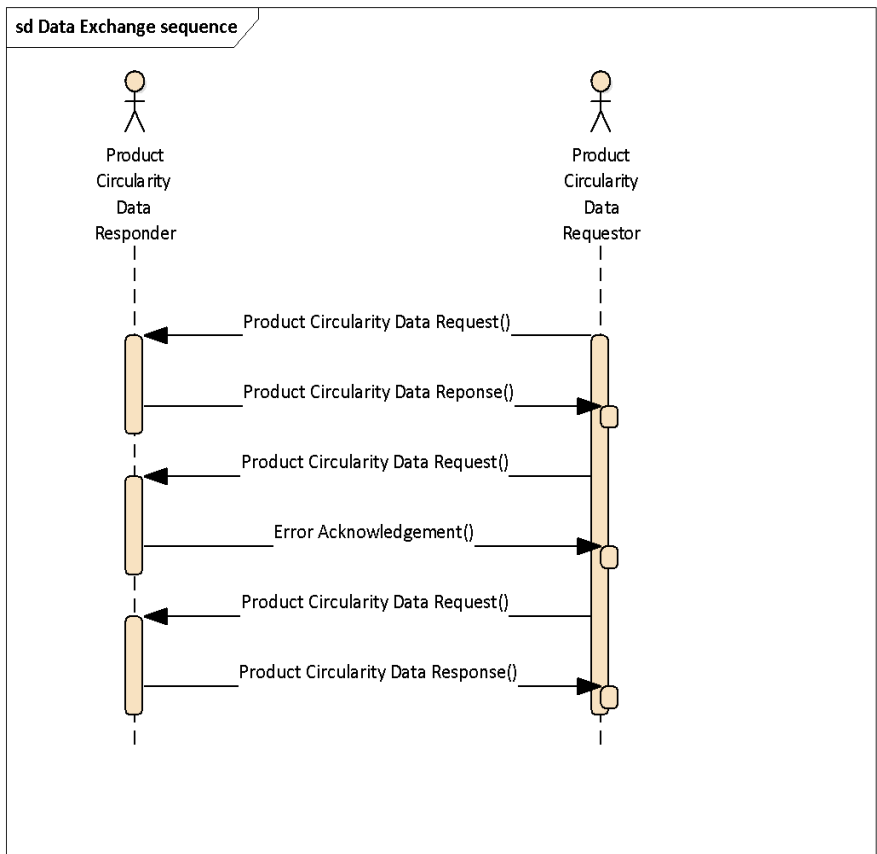 sd Data Exchange sequence
Product
Circularity
Data
Responder
Product
Circularity
Data
Requestor
Product Circularity Data Request()
Product Circularity Data Reponse()
Product Circularity Data Request()
Error Acknowledgement()
Product Circularity Data Request()
Product Circularity Data Response()